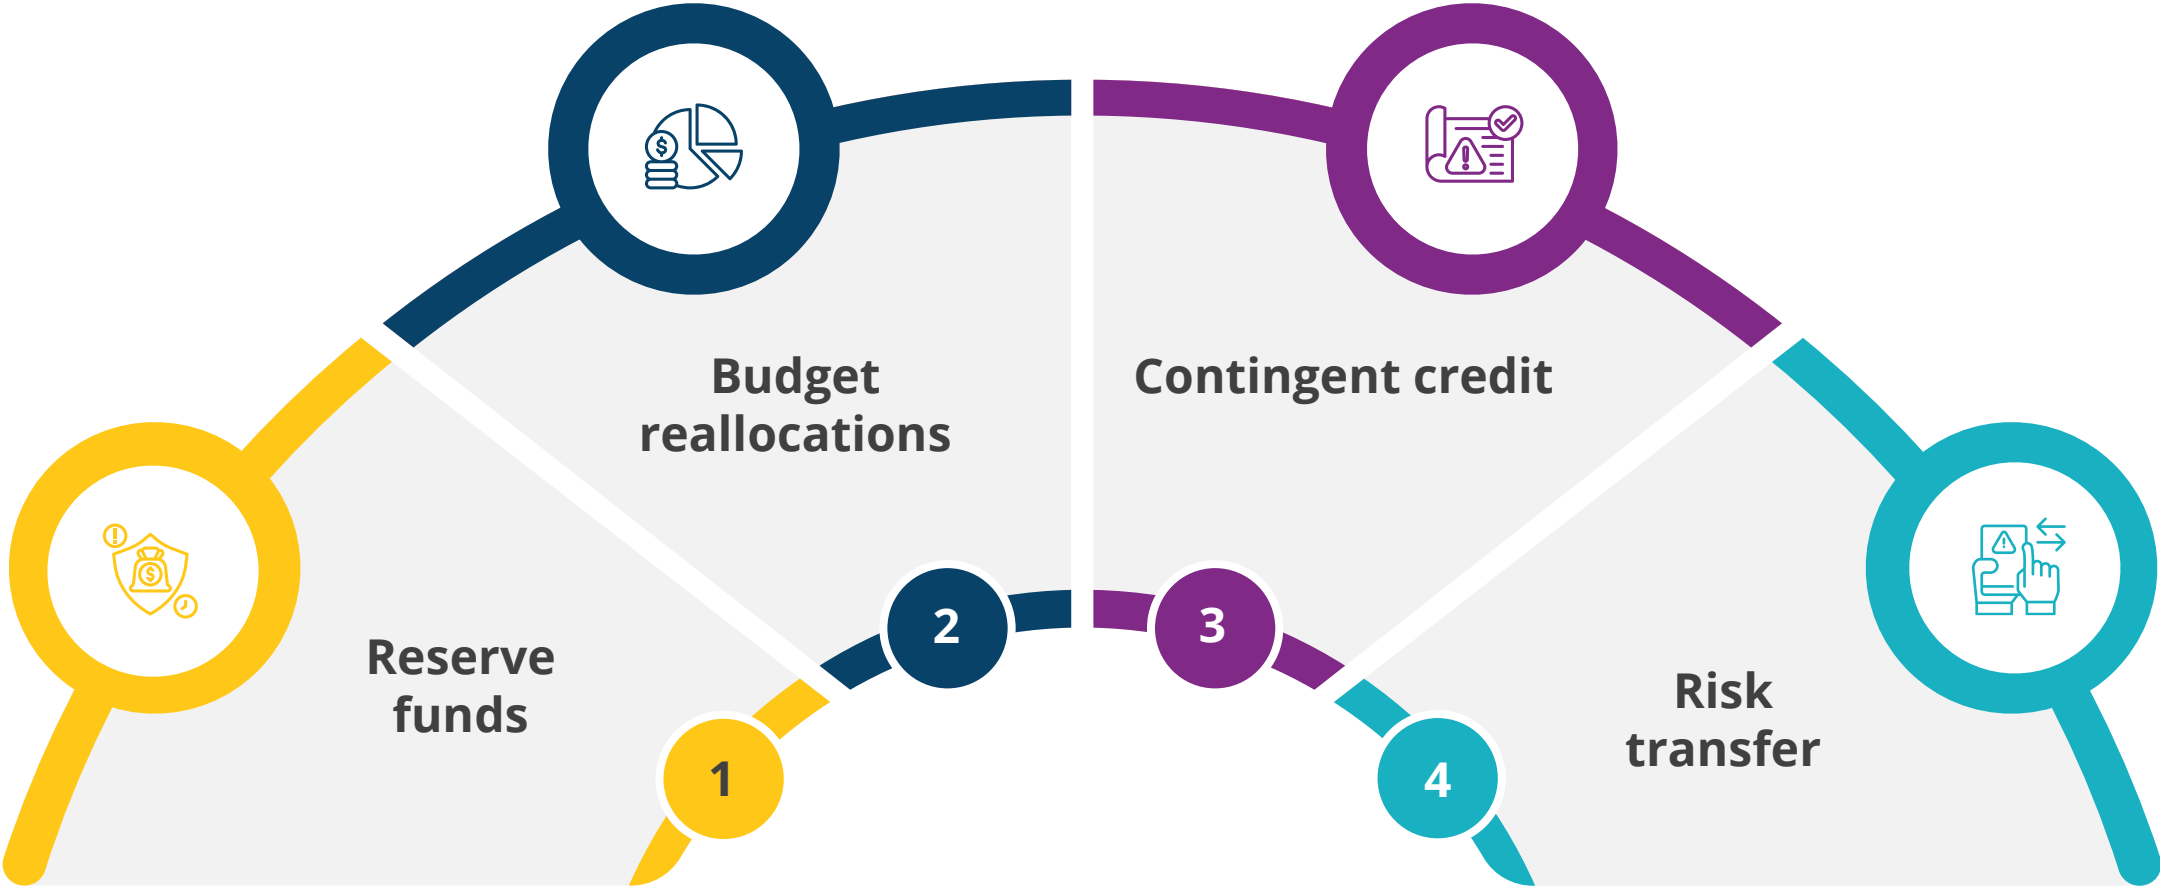 Reserve
funds
1
Budget
reallocations
2
Contingent credit
3
Risk
transfer
4